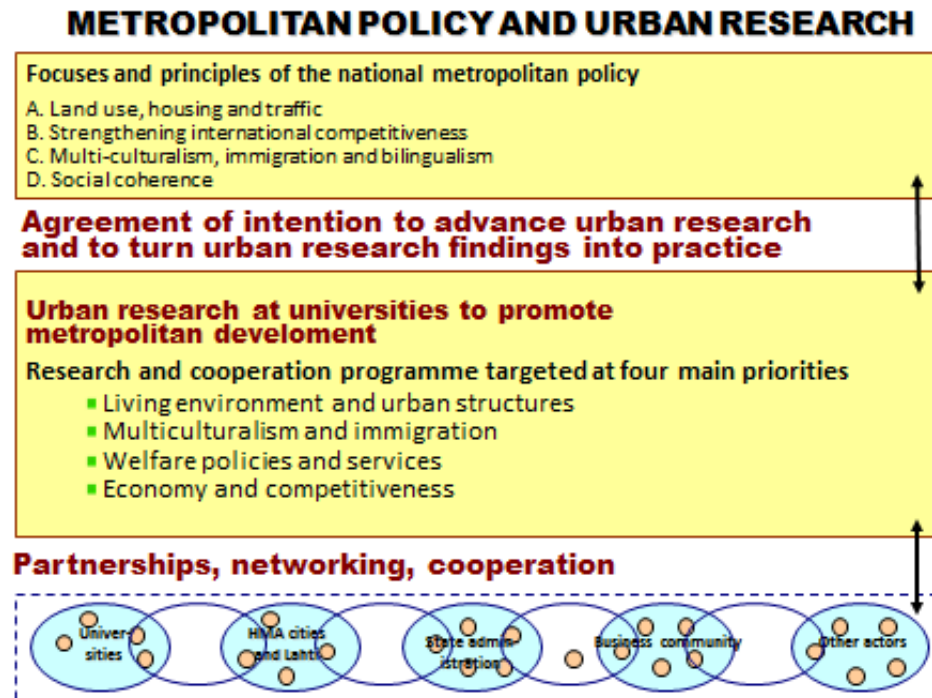 METROPOLITAN POLICY AND URBAN RESEARCH
Focuses and principles of the national metropolitan policy
A. Land use, housing and traffic
B. Strengthening international competitiveness
C. Multi-culturalism, immigration and bilingualism
D. Social coherence
Agreement of intention to advance urban research
and to turn urban research findings into practice
Urban research at universities to promote
metropolitan develoment
Research and cooperation programme targeted at four main priorities
Living environment and urban structures
Multiculturalism and immigration
Welfare policies and services
Economy and competitiveness
Partnerships, networking, cooperation
Univer-
sities
HMA cities
and Lahti
State admin-
istration
Business community
Other actors